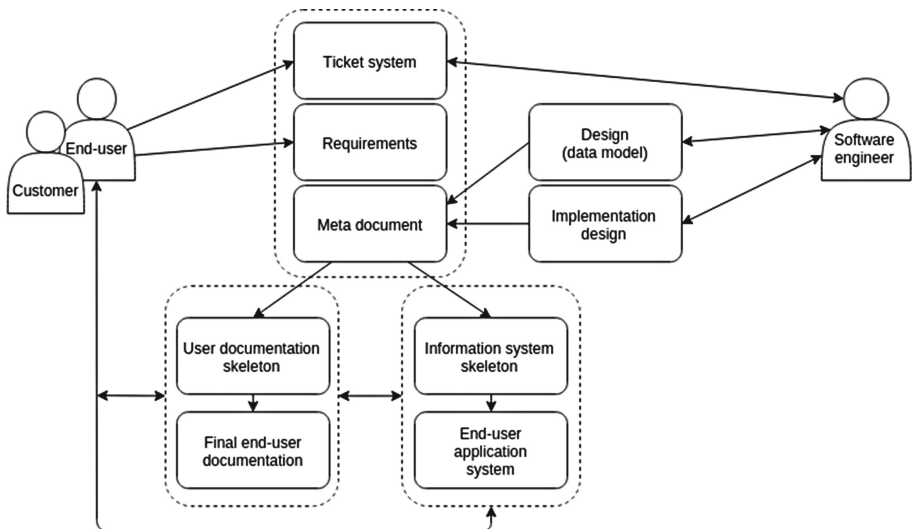 Ticket system
End-user
Customer
Requirements
Design
(data model)
Software
engineer
Meta document
Implementation
design
User documentation
skeleton
Information system
skeleton
Final end-user
documentation
End-user
application
system